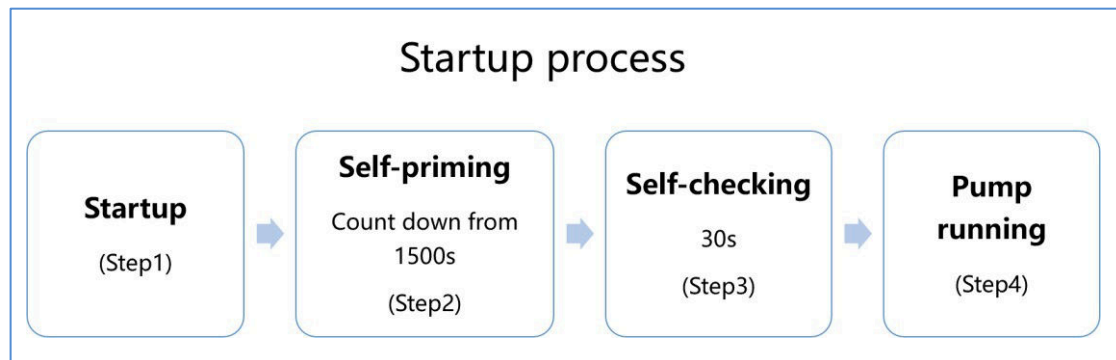 Startup process
Startup
(Step1)
Self-priming
Count down from
1500s
(Step2)
Self-checking
30s
(Step3)
Pump
running
(Step4)